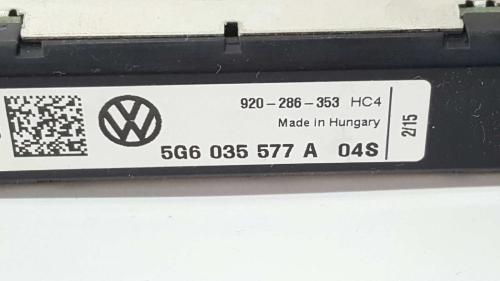 920-286-353 HC4
Made in Hungary
5G6 035 577 A 04S
2/15